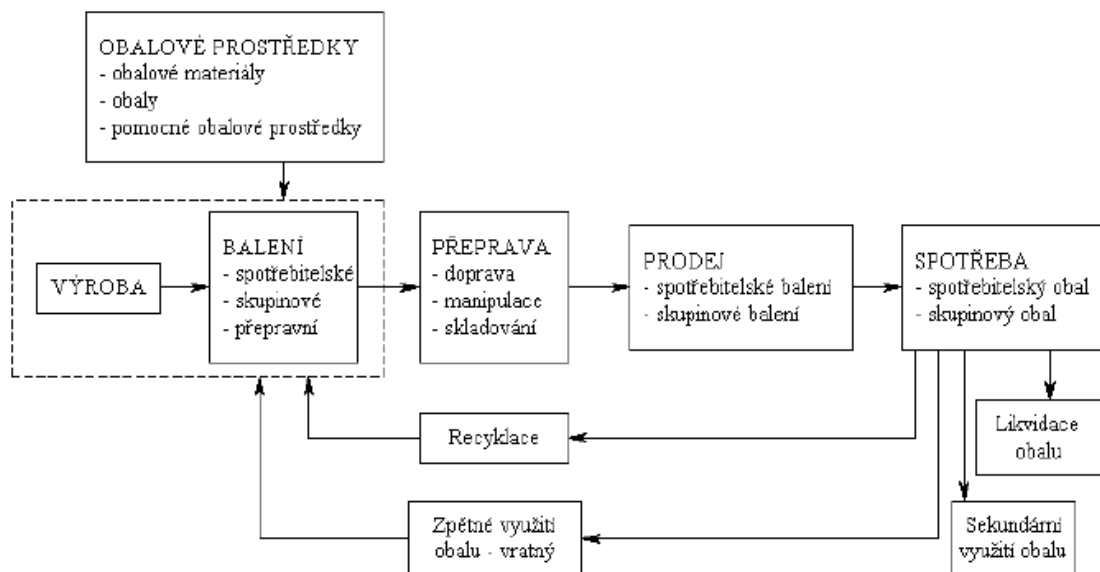 OBALOVÉ PROSTŘEDKY
- obalové materiály
- obaly
- pomocné obalové prostředky
VÝROBA
BALENÍ
- spotřebitelské
- skupinové
- přepravní
PŘEPRAVA
- doprava
- manipulace
- skladování
PRODEJ
- spotřebitelské balení
- skupinové balení
SPOTŘEBA
- spotřebitelský obal
- skupinový obal
Recyklace
Likvidace
obalu
Zpětné využití
obalu - vratný
Sekundární
využití obalu